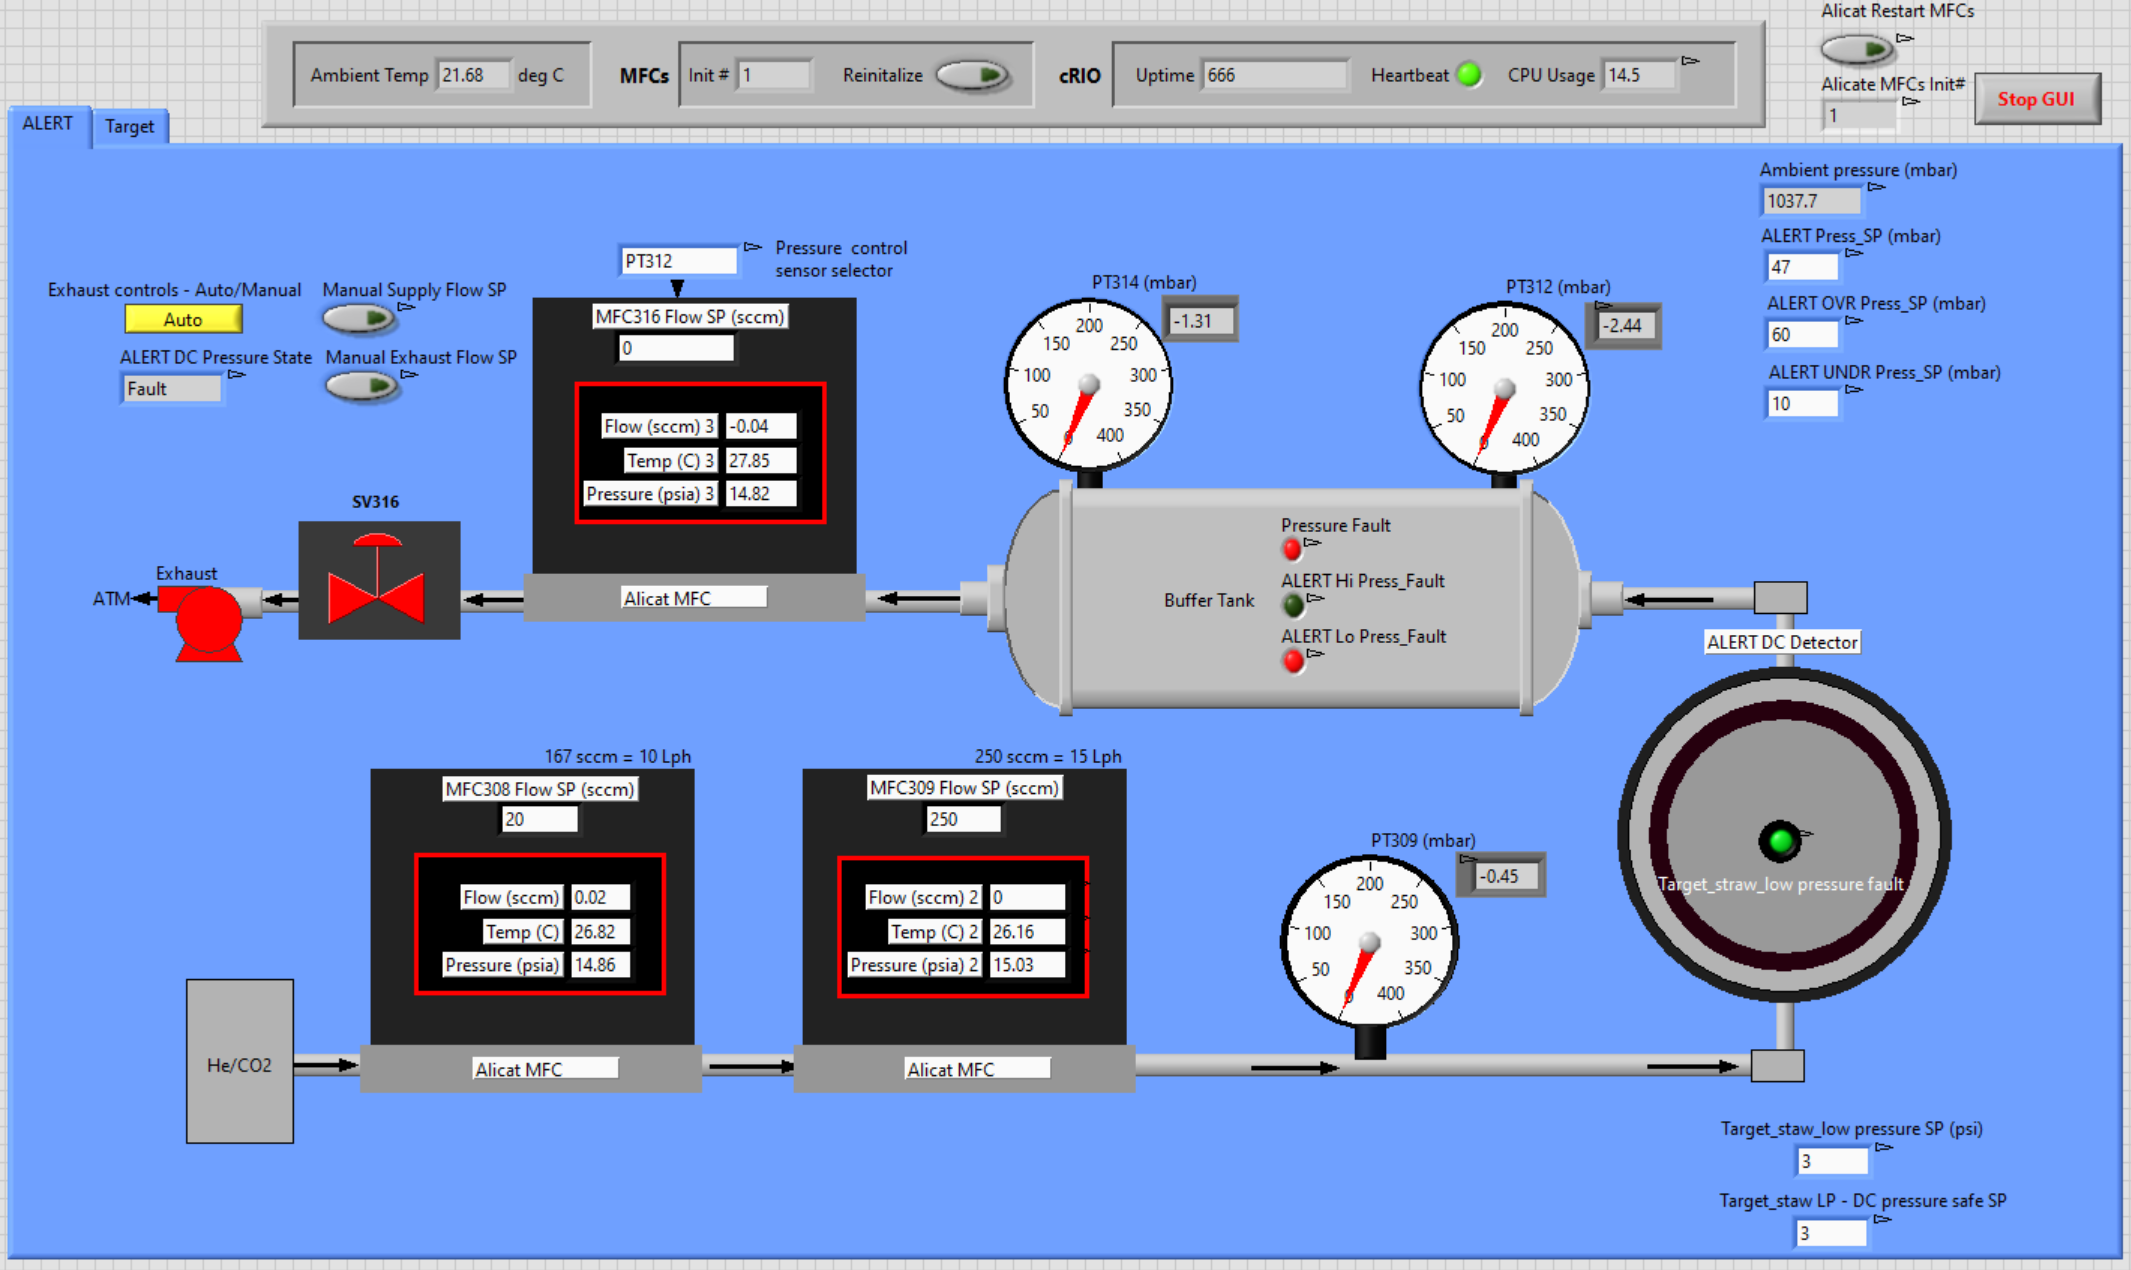 Alicat Restart MFCs
Ambient Temp 21.68 deg C MFCs Init # 1 Reinitalize cRIO Uptime 666 Heartbeat CPU Usage 14.5
Alicate MFCs Init#
1
Stop GUI
ALERT Target
Ambient pressure (mbar)
1037.7
ALERT Press_SP (mbar)
47
ALERT OVR Press_SP (mbar)
60
ALERT UNDR Press_SP (mbar)
10
PT312 Pressure control
sensor selector
Exhaust controls - Auto/Manual
Auto
Manual Supply Flow SP
ALERT DC Pressure State
Fault
Manual Exhaust Flow SP
MFC316 Flow SP (sccm)
0
Flow (sccm) 3 -0.04
Temp (C) 3 27.85
Pressure (psia) 3 14.82
Alicat MFC
PT314 (mbar)
-1.31
0 50 100 150 200 250 300 350 400
PT312 (mbar)
-2.44
0 50 100 150 200 250 300 350 400
SV316
Exhaust
ATM
Pressure Fault
ALERT Hi Press_Fault
Buffer Tank
ALERT Lo Press_Fault
ALERT DC Detector
Target_straw_low pressure fault
167 sccm = 10 Lph
MFC308 Flow SP (sccm)
20
Flow (sccm) 0.02
Temp (C) 26.82
Pressure (psia) 14.86
Alicat MFC
250 sccm = 15 Lph
MFC309 Flow SP (sccm)
250
Flow (sccm) 2 0
Temp (C) 2 26.16
Pressure (psia) 2 15.03
Alicat MFC
PT309 (mbar)
-0.45
0 50 100 150 200 250 300 350 400
He/CO2
Target_staw_low pressure SP (psi)
3
Target_staw LP - DC pressure safe SP
3